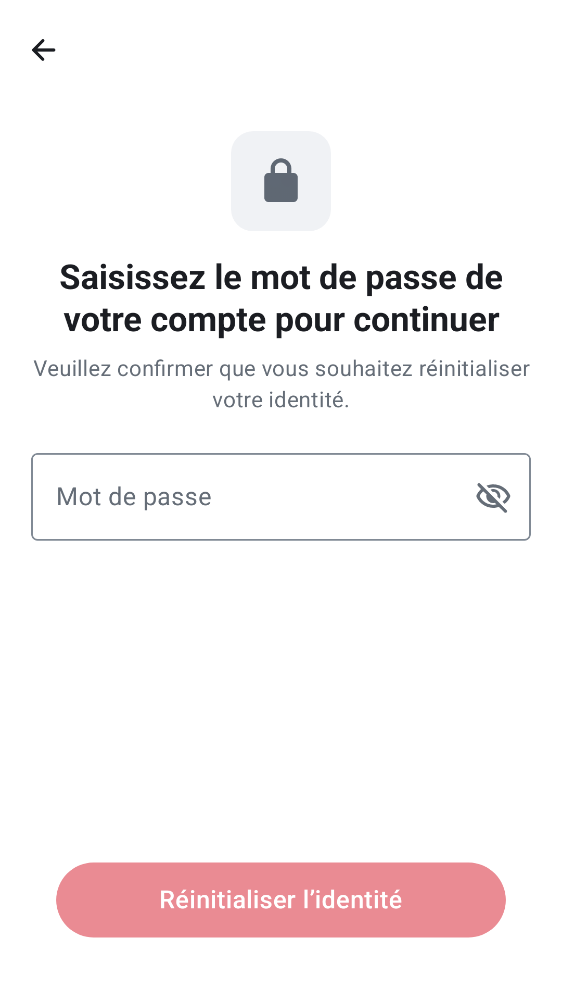 Saisissez le mot de passe de
votre compte pour continuer
Veuillez confirmer que vous souhaitez réinitialiser
votre identité.
Mot de passe
Réinitialiser l’identité